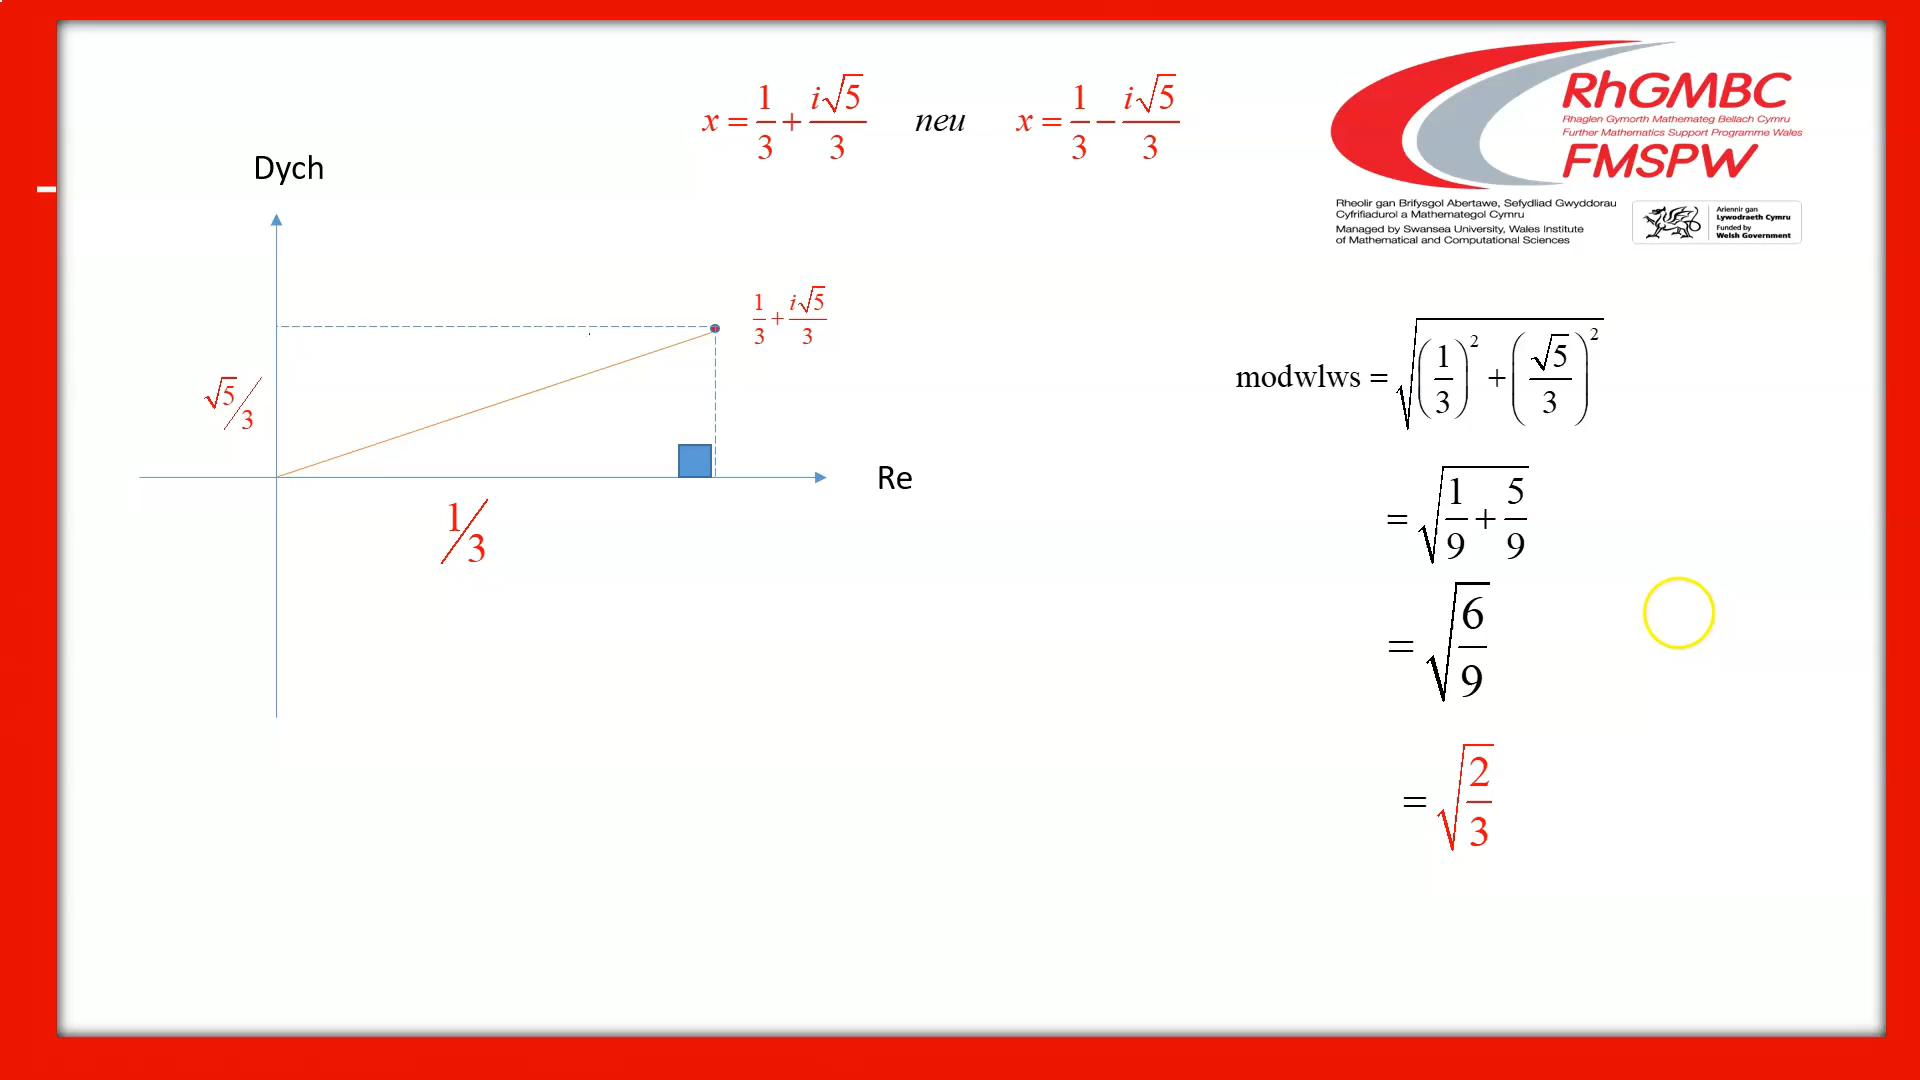 x = 1/3 + i√5/3 neu x = 1/3 − i√5/3
RhGMBC
Rhaglen Gymorth Mathemateg Bellach Cymru
Further Mathematics Support Programme Wales
FMSPW
Rheolir gan Brifysgol Abertawe, Sefydliad Gwyddorau
Cyfrifiadurol a Mathemategol Cymru
Managed by Swansea University, Wales Institute
of Mathematical and Computational Sciences
Ariennir gan
Lywodraeth Cymru
Funded by
Welsh Government
Dych
1/3 + i√5/3
√5/3
Re
1/3
modwlws = √((1/3)² + (√5/3)²)
= √(1/9 + 5/9)
= √(6/9)
= √(2/3)